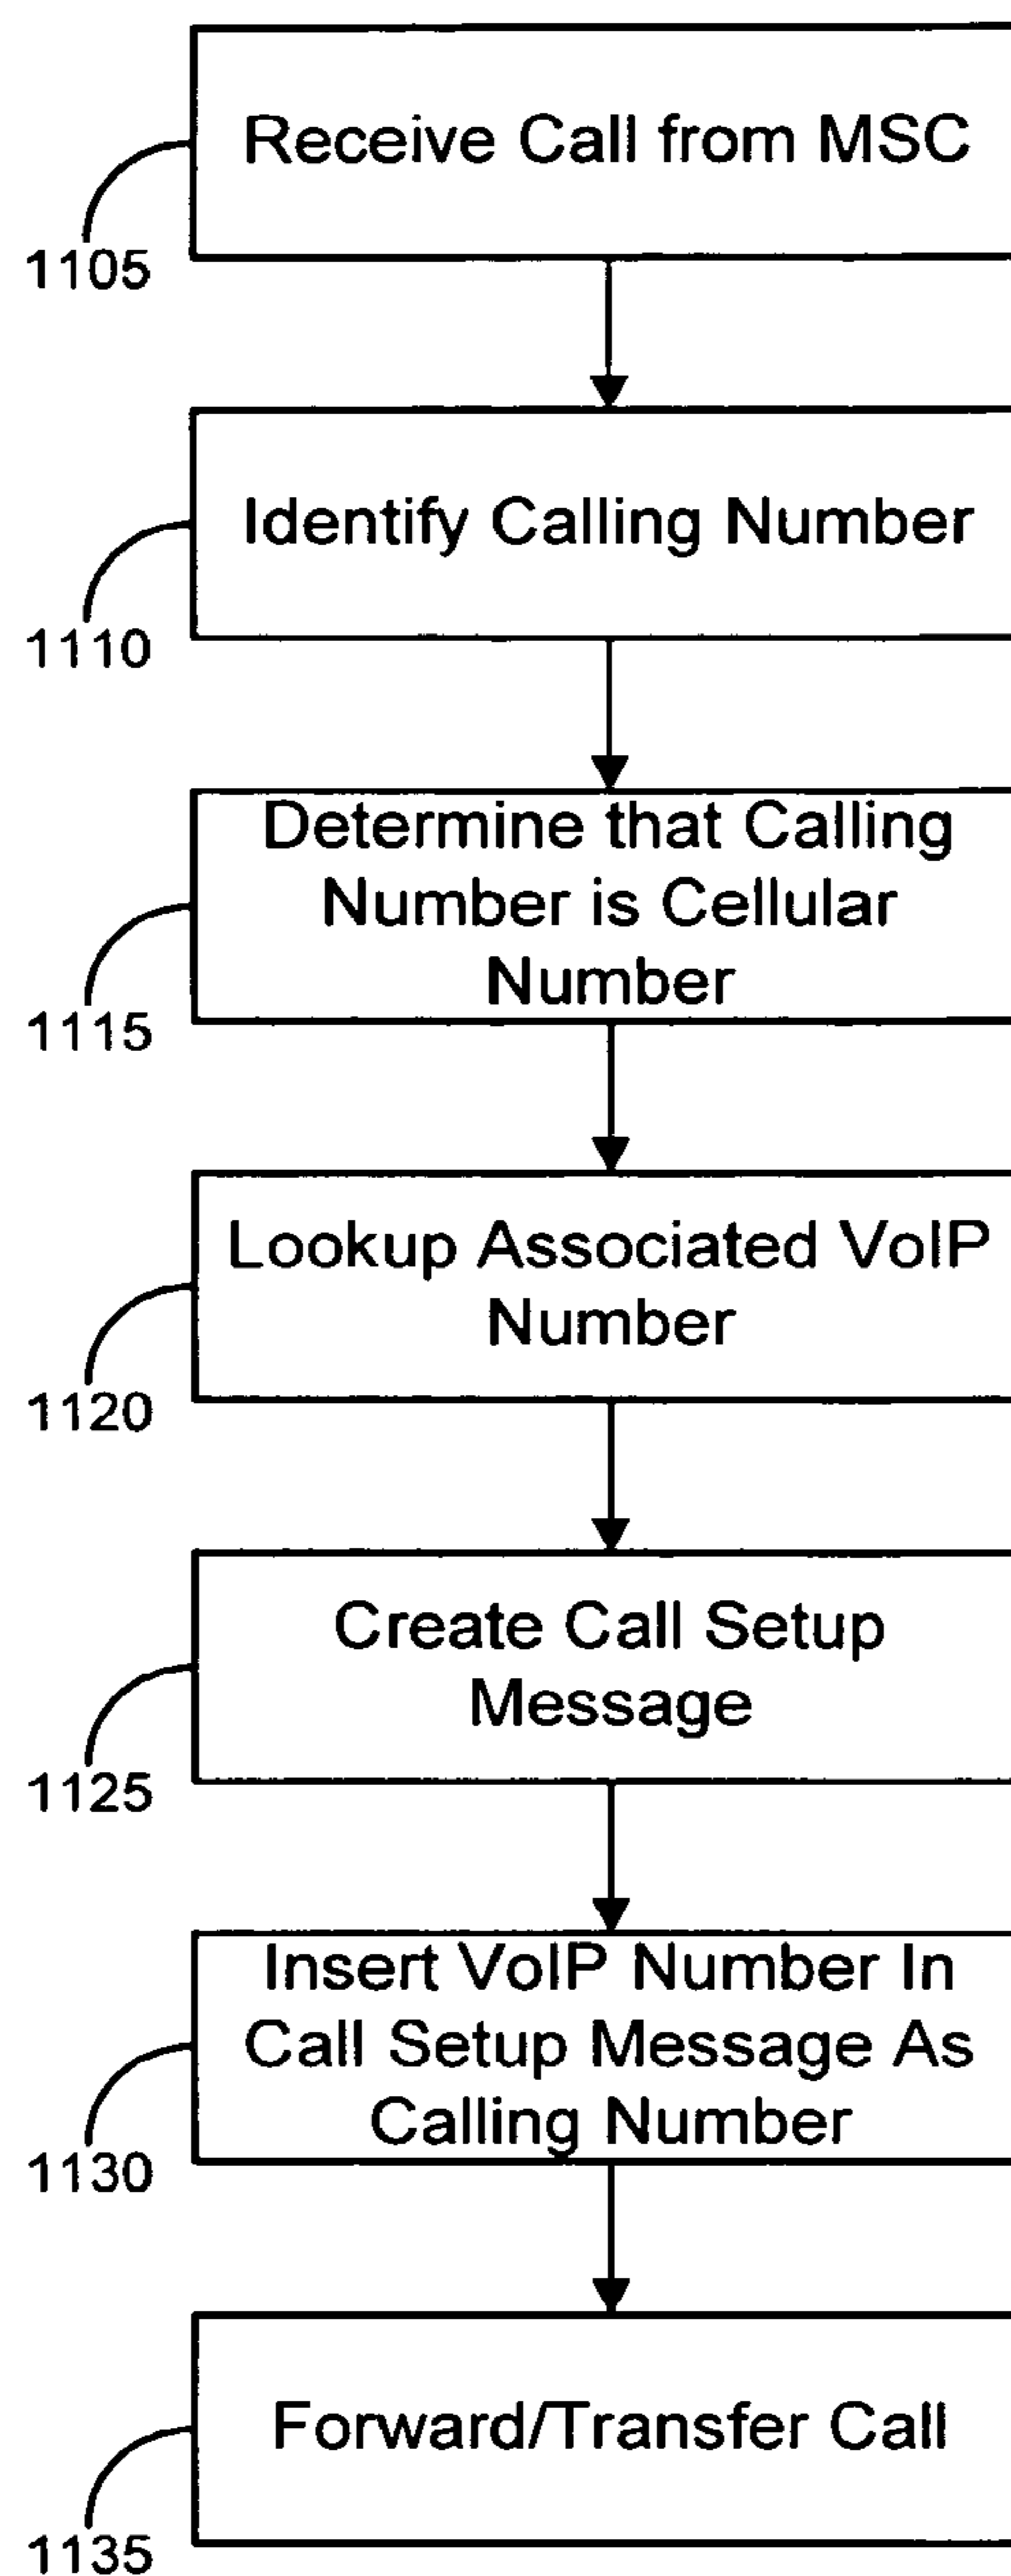 Receive Call from MSC
1105
Identify Calling Number
1110
Determine that Calling
Number is Cellular
Number
1115
Lookup Associated VoIP
Number
1120
Create Call Setup
Message
1125
Insert VoIP Number In
Call Setup Message As
Calling Number
1130
Forward/Transfer Call
1135